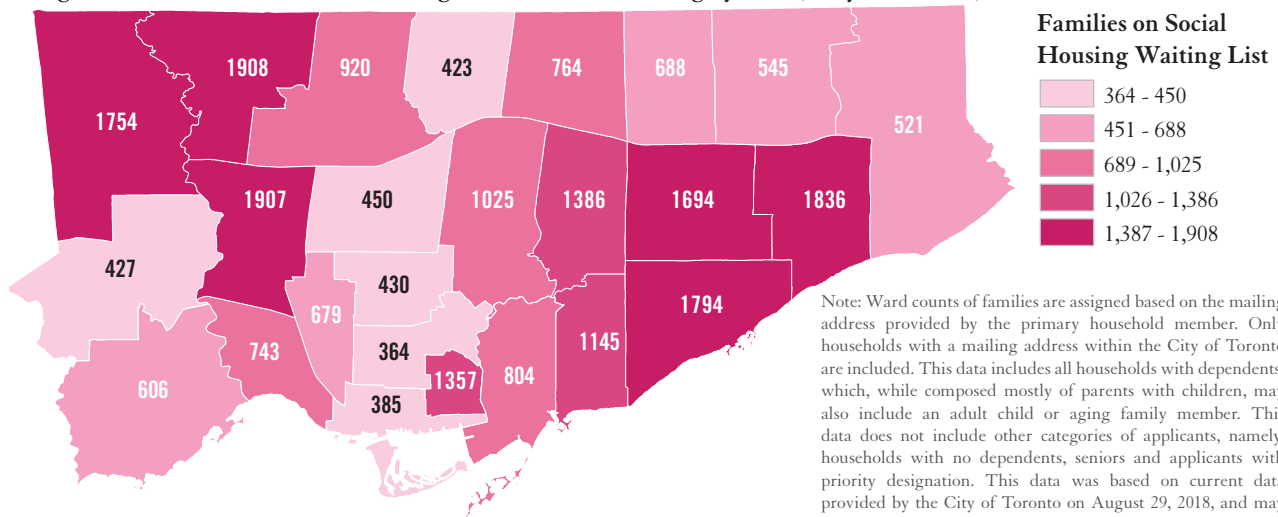 Families on Social
Housing Waiting List
364 - 450
451 - 688
689 - 1,025
1,026 - 1,386
1,387 - 1,908
1908
920
423
764
688
545
521
1754
1907
450
1025
1386
1694
1836
427
430
679
1794
743
364
1145
606
1357
804
385
Note: Ward counts of families are assigned based on the mailing
address provided by the primary household member. Only
households with a mailing address within the City of Toronto
are included. This data includes all households with dependents
which, while composed mostly of parents with children, may
also include an adult child or aging family member. This
data does not include other categories of applicants, namely
households with no dependents, seniors and applicants with
priority designation. This data was based on current data
provided by the City of Toronto on August 29, 2018, and may